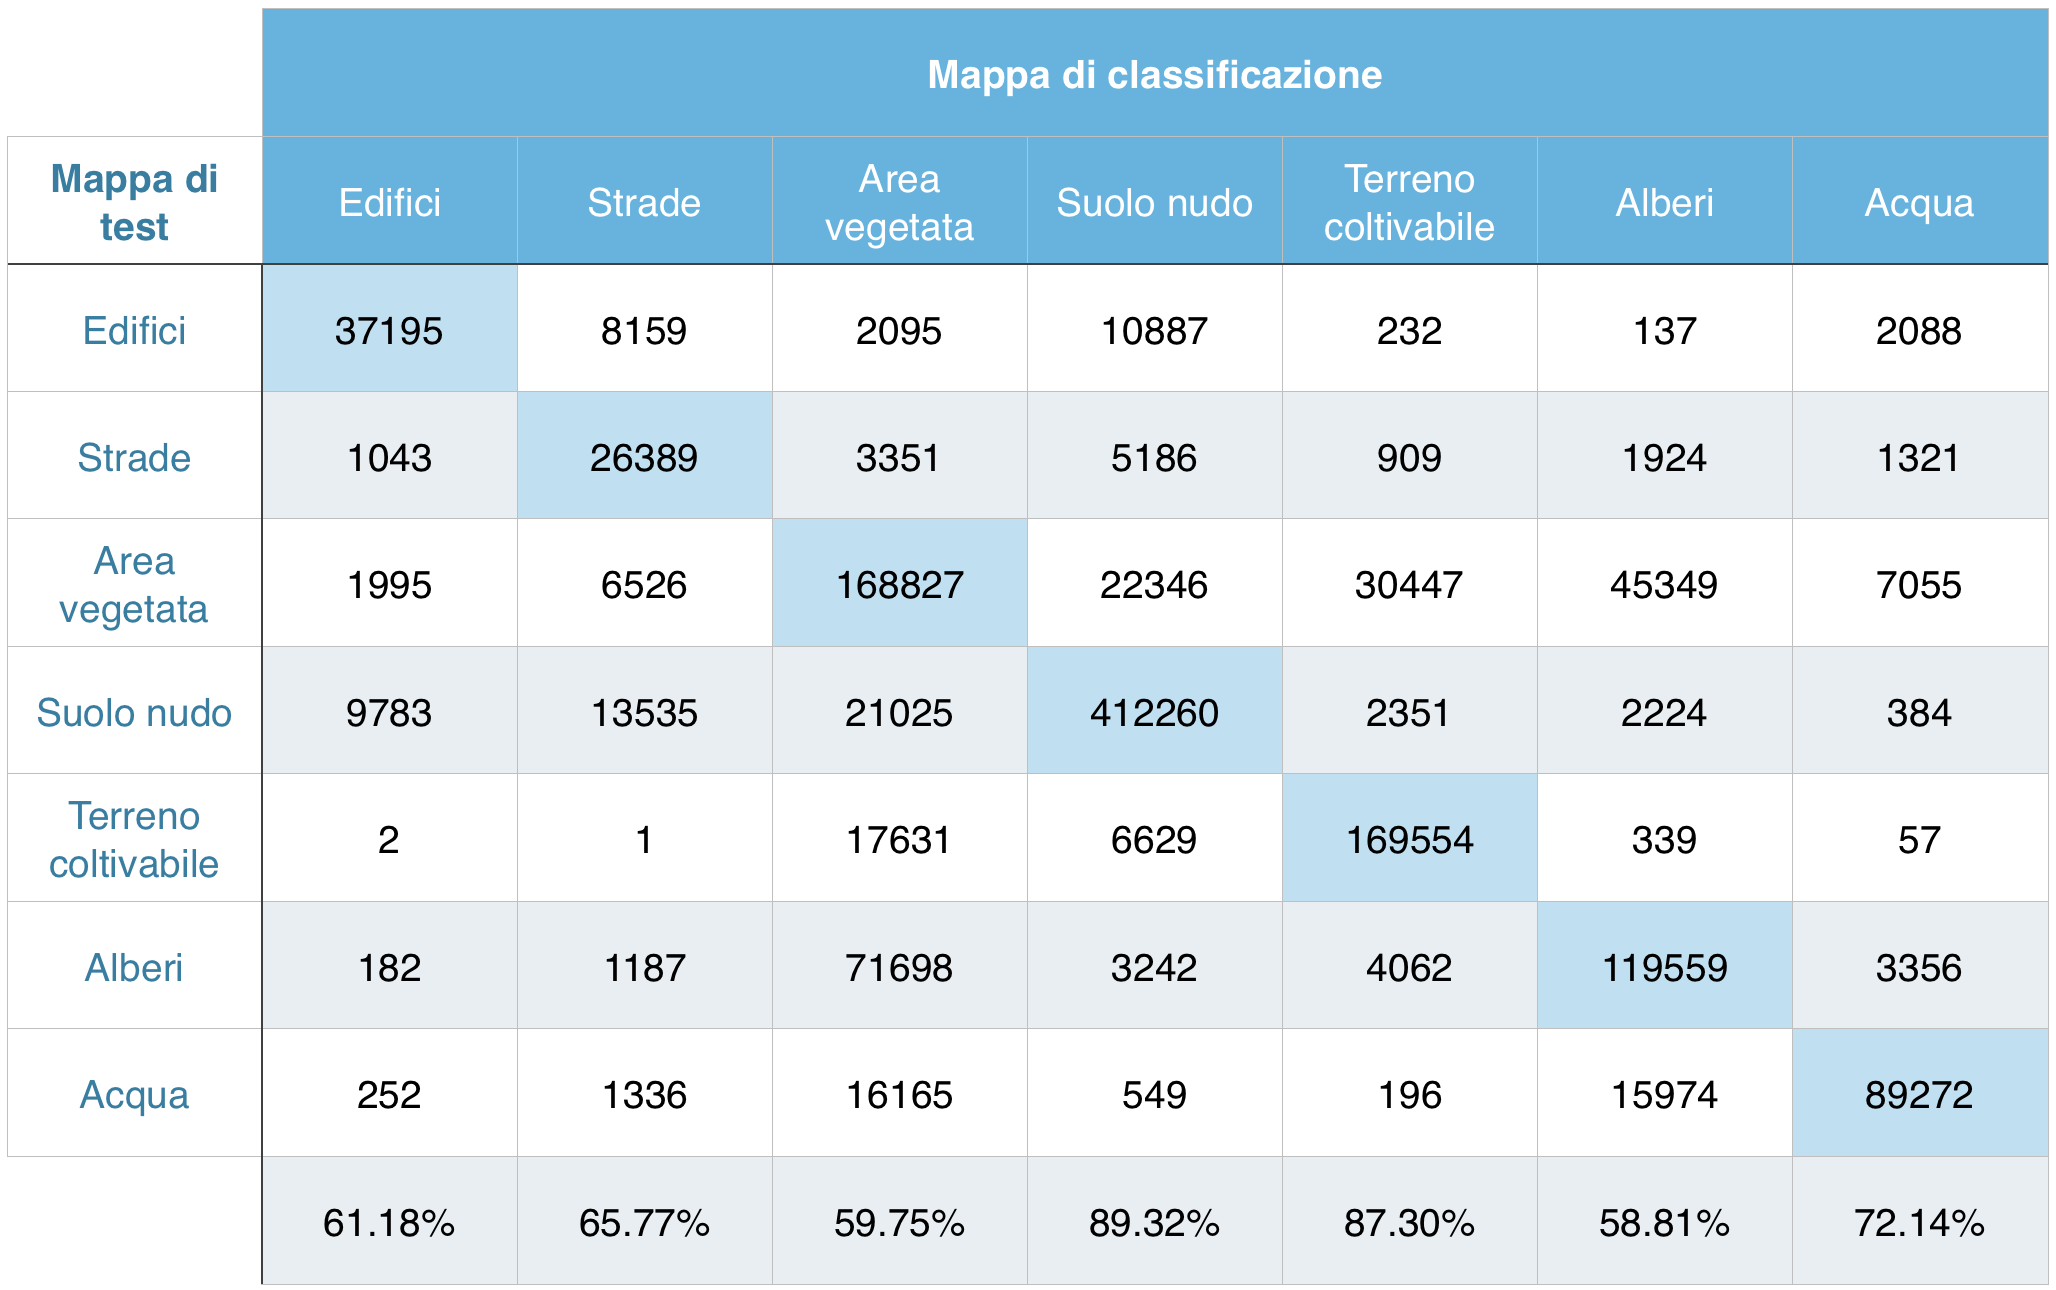 Mappa di classificazione
Mappa di
test
Edifici
Strade
Area
vegetata
Suolo nudo
Terreno
coltivabile
Alberi
Acqua
Edifici
37195
8159
2095
10887
232
137
2088
Strade
1043
26389
3351
5186
909
1924
1321
Area
vegetata
1995
6526
168827
22346
30447
45349
7055
Suolo nudo
9783
13535
21025
412260
2351
2224
384
Terreno
coltivabile
2
1
17631
6629
169554
339
57
Alberi
182
1187
71698
3242
4062
119559
3356
Acqua
252
1336
16165
549
196
15974
89272
61.18%
65.77%
59.75%
89.32%
87.30%
58.81%
72.14%